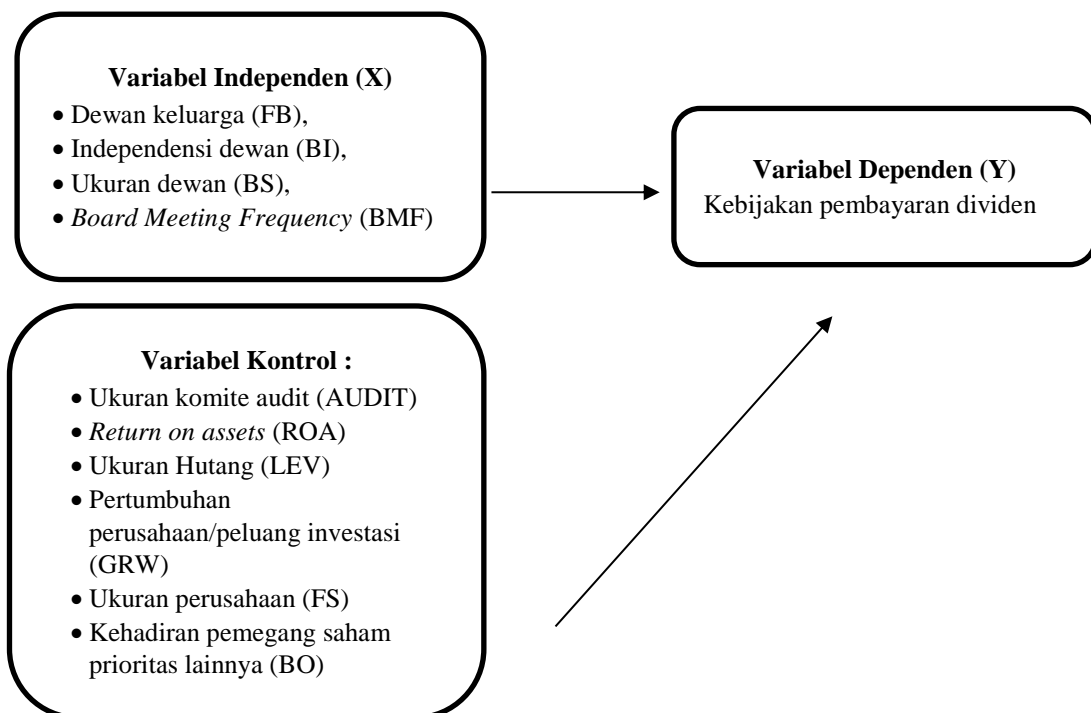 Variabel Independen (X)
• Dewan keluarga (FB),
• Independensi dewan (BI),
• Ukuran dewan (BS),
• Board Meeting Frequency (BMF)
Variabel Dependen (Y)
Kebijakan pembayaran dividen
Variabel Kontrol :
• Ukuran komite audit (AUDIT)
• Return on assets (ROA)
• Ukuran Hutang (LEV)
• Pertumbuhan
perusahaan/peluang investasi
(GRW)
• Ukuran perusahaan (FS)
• Kehadiran pemegang saham
prioritas lainnya (BO)